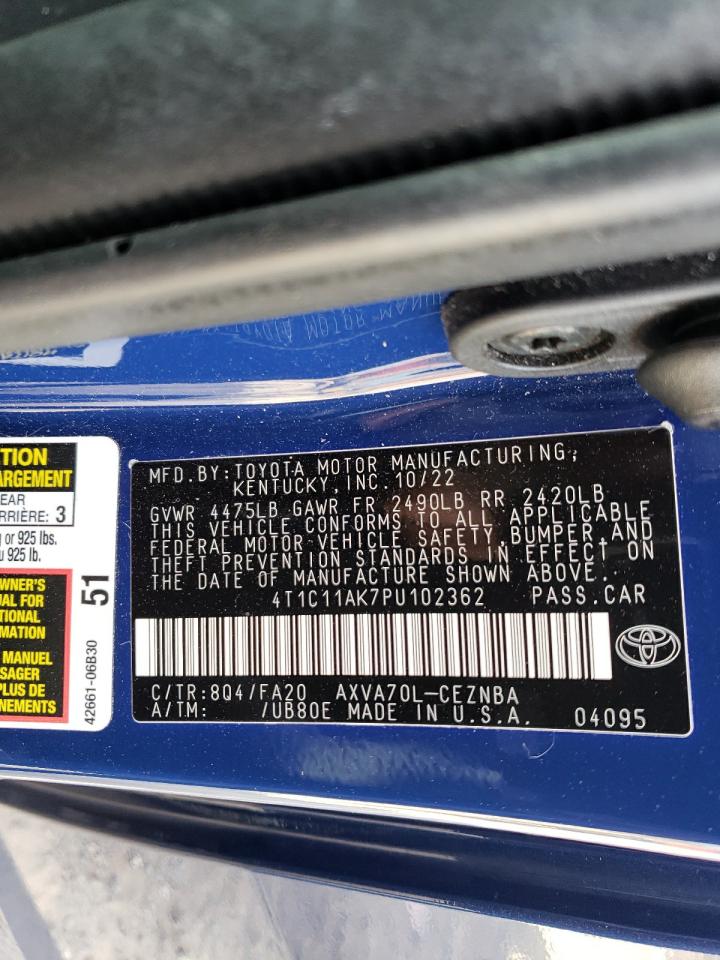 TION
ARGEMENT
EAR
RRIÈRE: 3
or 925 lbs.
925 lb.
WNER'S
UAL FOR
TIONAL
MATION
MANUEL
SAGER
PLUS DE
NEMENTS
51
42661-06B30
MFD.BY:TOYOTA MOTOR MANUFACTURING,
KENTUCKY,INC.10/22
GVWR 4475LB GAWR FR 2490LB RR 2420LB
THIS VEHICLE CONFORMS TO ALL APPLICABLE
FEDERAL MOTOR VEHICLE SAFETY,BUMPER,AND
THEFT PREVENTION STANDARDS IN EFFECT ON
THE DATE OF MANUFACTURE SHOWN ABOVE.
4T1C11AK7PU102362 PASS.CAR
C/TR:8Q4/FA20 AXVA70L-CEZNBA
A/TM: /UB80E MADE IN U.S.A. 04095